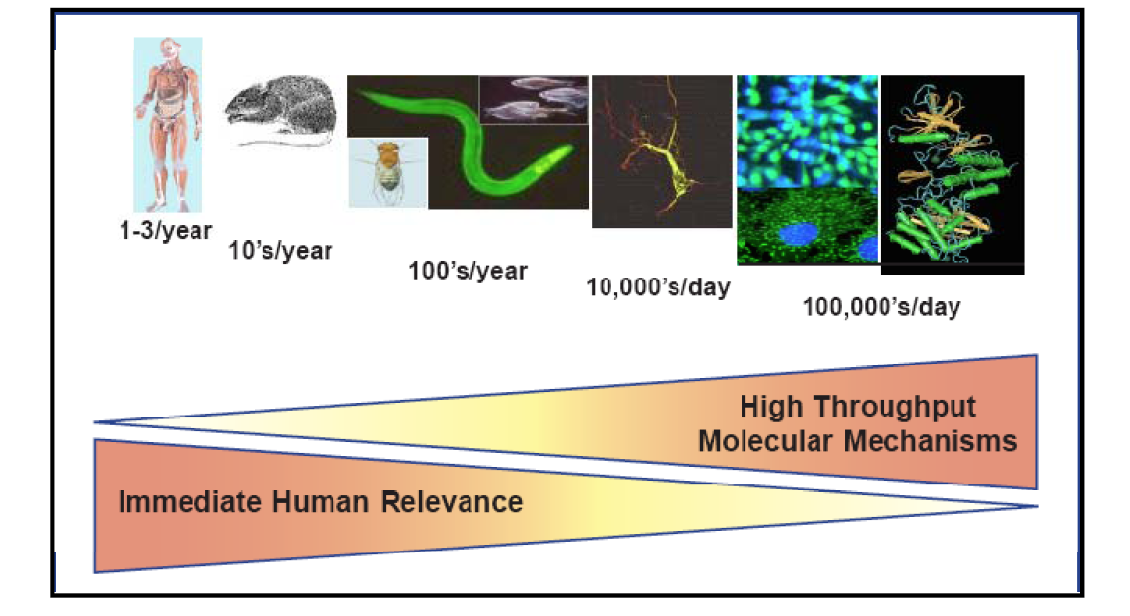 1-3/year
10's/year
100's/year
10,000's/day
100,000's/day
High Throughput
Molecular Mechanisms
Immediate Human Relevance